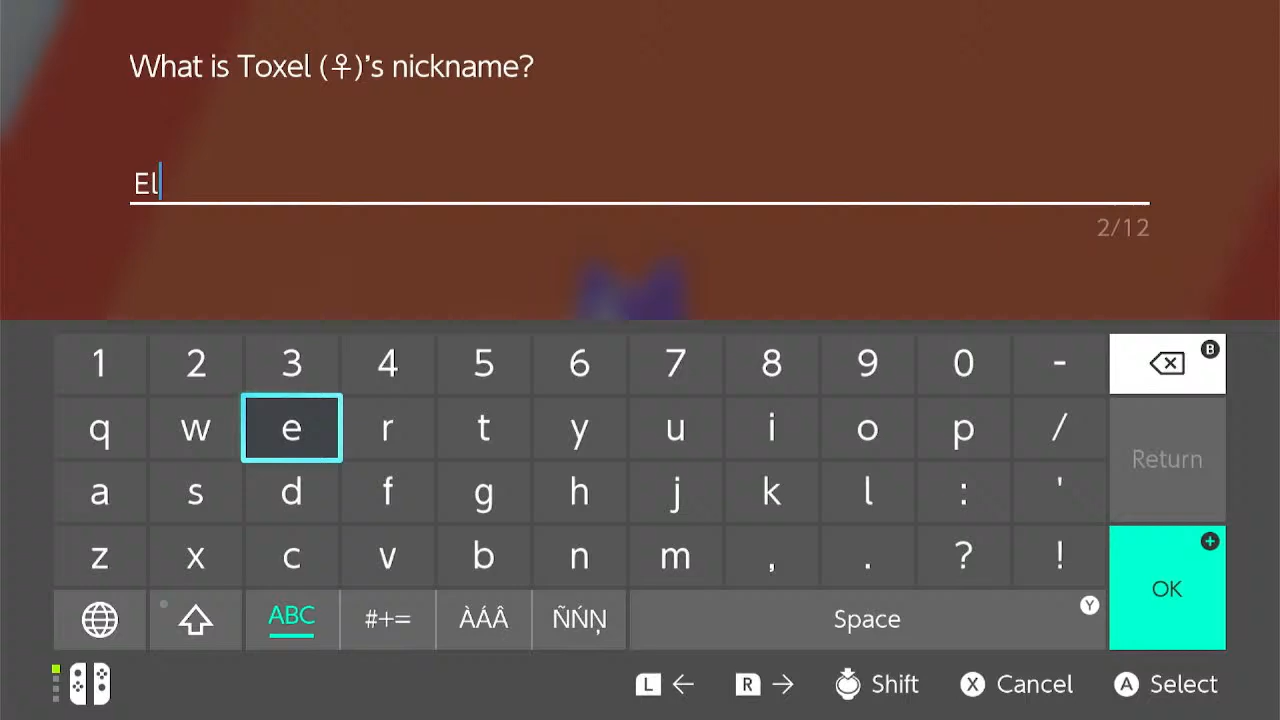 What is Toxel (♀)'s nickname?
El
2/12
1 2 3 4 5 6 7 8 9 0 - B
q w e r t y u i o p / Return
a s d f g h j k l : '
z x c v b n m , . ? ! OK +
ABC #+= ÀÁÂ ÑŃŅ Space Y
L ← R → Shift X Cancel A Select